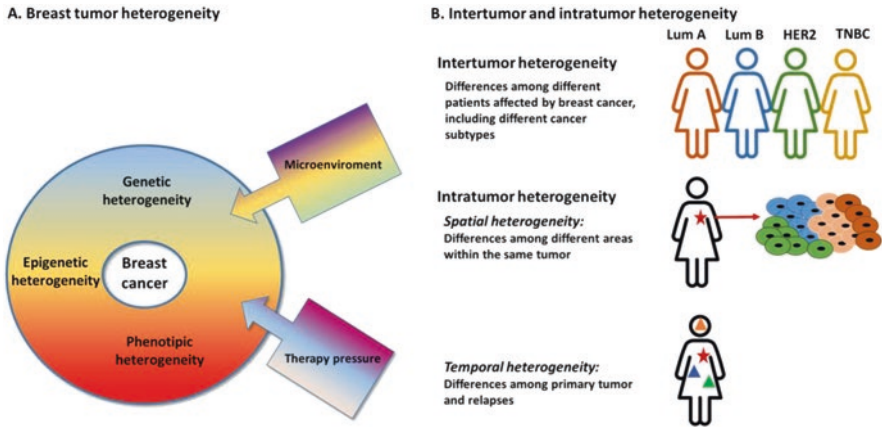 A. Breast tumor heterogeneity
Microenviroment
Genetic
heterogeneity
Epigenetic
heterogeneity
Breast
cancer
Phenotipic
heterogeneity
Therapy pressure
B. Intertumor and intratumor heterogeneity
Lum A Lum B HER2 TNBC
Intertumor heterogeneity
Differences among different
patients affected by breast cancer,
including different cancer
subtypes
Intratumor heterogeneity
Spatial heterogeneity:
Differences among different areas
within the same tumor
Temporal heterogeneity:
Differences among primary tumor
and relapses